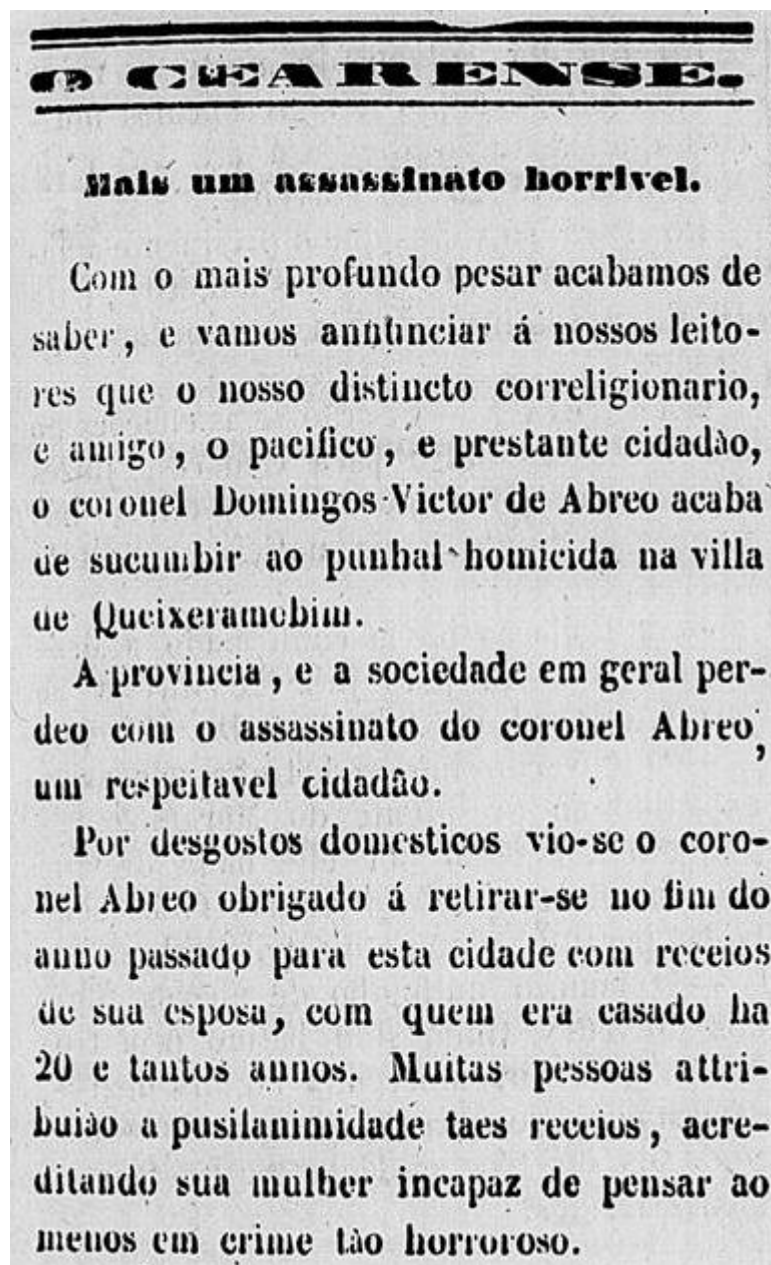 O CEARENSE.
Mais um assassinato horrivel.
Com o mais profundo pesar acabamos de
saber, e vamos annunciar á nossos leito-
res que o nosso distincto correligionario,
e amigo, o pacifico, e prestante cidadão,
o coronel Domingos Victor de Abreo acaba
de sucumbir ao punhal homicida na villa
de Queixeramobim.
A provincia, e a sociedade em geral per-
deo com o assassinato do coronel Abreo,
um respeitavel cidadão.
Por desgostos domesticos vio-se o coro-
nel Abreo obrigado á retirar-se no fim do
anno passado para esta cidade com receios
de sua esposa, com quem era casado ha
20 e tantos annos. Muitas pessoas attri-
buião a pusilanimidade taes receios, acre-
ditando sua mulher incapaz de pensar ao
menos em crime tão horroroso.